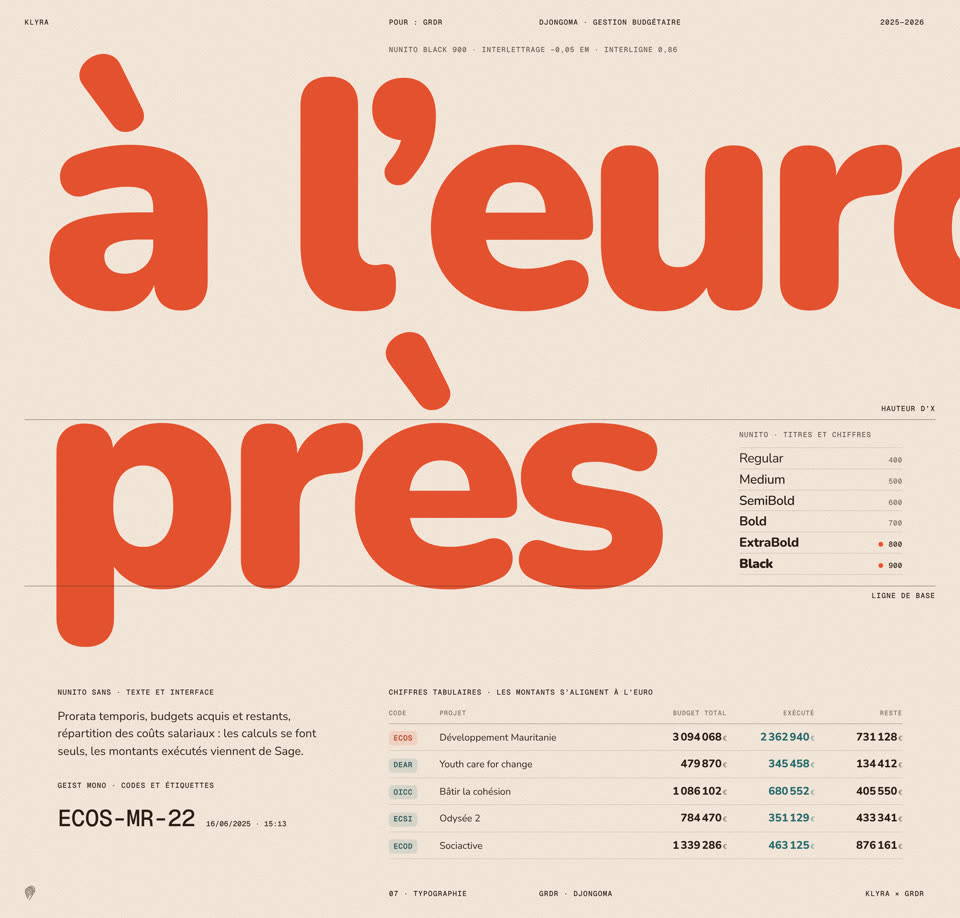 KLYRA POUR : GRDR DJONGOMA · GESTION BUDGÉTAIRE 2025–2026
NUNITO BLACK 900 · INTERLETTRAGE −0,05 EM · INTERLIGNE 0,86
à l’euro
HAUTEUR D'X
près
NUNITO · TITRES ET CHIFFRES
Regular 400
Medium 500
SemiBold 600
Bold 700
ExtraBold 800
Black 900
LIGNE DE BASE
NUNITO SANS · TEXTE ET INTERFACE
Prorata temporis, budgets acquis et restants,
répartition des coûts salariaux : les calculs se font
seuls, les montants exécutés viennent de Sage.
GEIST MONO · CODES ET ÉTIQUETTES
ECOS-MR-22 16/06/2025 · 15:13
CHIFFRES TABULAIRES · LES MONTANTS S'ALIGNENT À L'EURO
CODE PROJET BUDGET TOTAL EXÉCUTÉ RESTE
ECOS Développement Mauritanie 3 094 068 € 2 362 940 € 731 128 €
DEAR Youth care for change 479 870 € 345 458 € 134 412 €
OICC Bâtir la cohésion 1 086 102 € 680 552 € 405 550 €
ECSI Odysée 2 784 470 € 351 129 € 433 341 €
ECOD Sociactive 1 339 286 € 463 125 € 876 161 €
07 · TYPOGRAPHIE GRDR · DJONGOMA KLYRA × GRDR